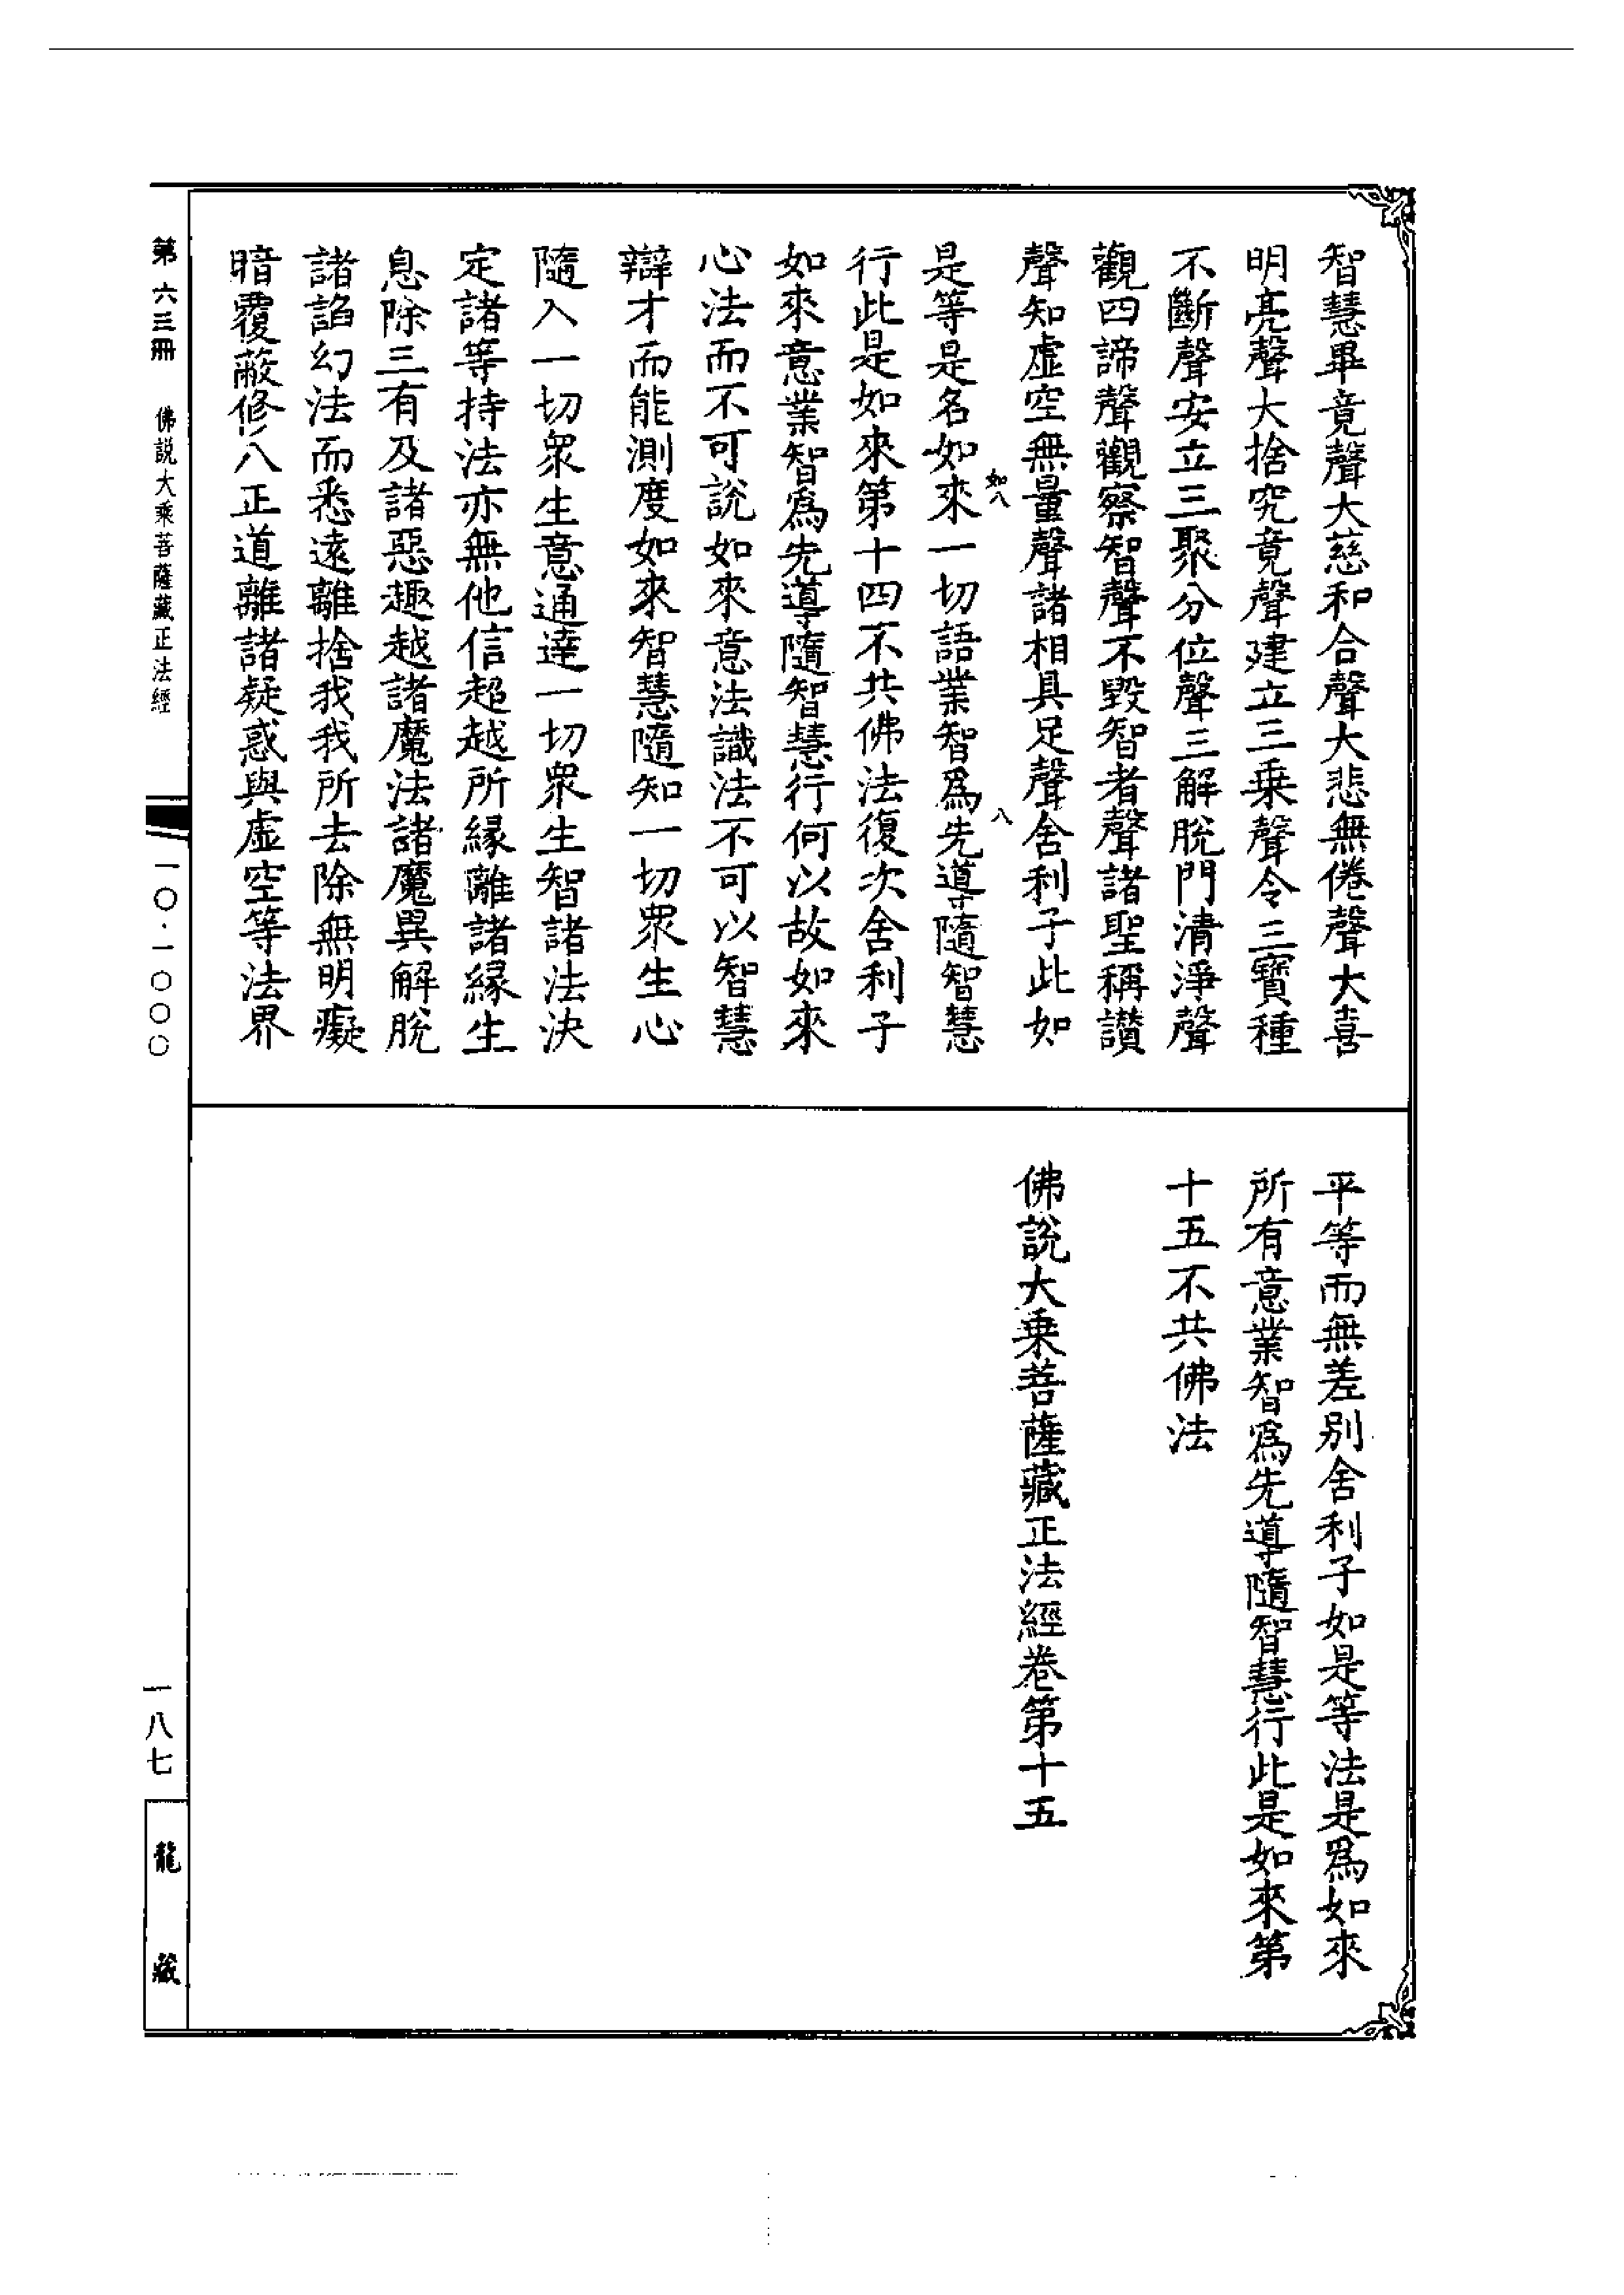 智慧畢竟聲大慈和合聲大悲無倦聲大喜
明亮聲大捨究竟聲建立三乗聲令三寶種
不斷聲安立三聚分位聲三解脫門清淨聲
觀四諦聲觀察智聲不毀智者聲諸聖稱讃
聲知虛空無量聲諸相具足聲舍利子此如
如八
八
是等是名如來一切語業智爲先導隨智慧
行此是如來第十四不共佛法復次舍利子
如來意業智爲先導隨智慧行何以故如來
心法而不可說如來意法識法不可以智慧
辯才而能測度如來智慧隨知一切眾生心
隨入一切眾生意通達一切眾生智諸法決
定諸等持法亦無他信超越所緣離諸緣生
息除三有及諸惡趣越諸魔法諸魔異解脫
諸諂幻法而悉遠離捨我我所去除無明癡
暗覆蔽修八正道離諸疑惑與虛空等法界
平等而無差別舍利子如是等法是爲如來
所有意業智爲先導隨智慧行此是如來第
十五不共佛法
佛說大乗菩薩藏正法經卷第十五
第六三冊 佛説大乘菩薩藏正法經
一〇·一〇〇〇
一八七
龍藏